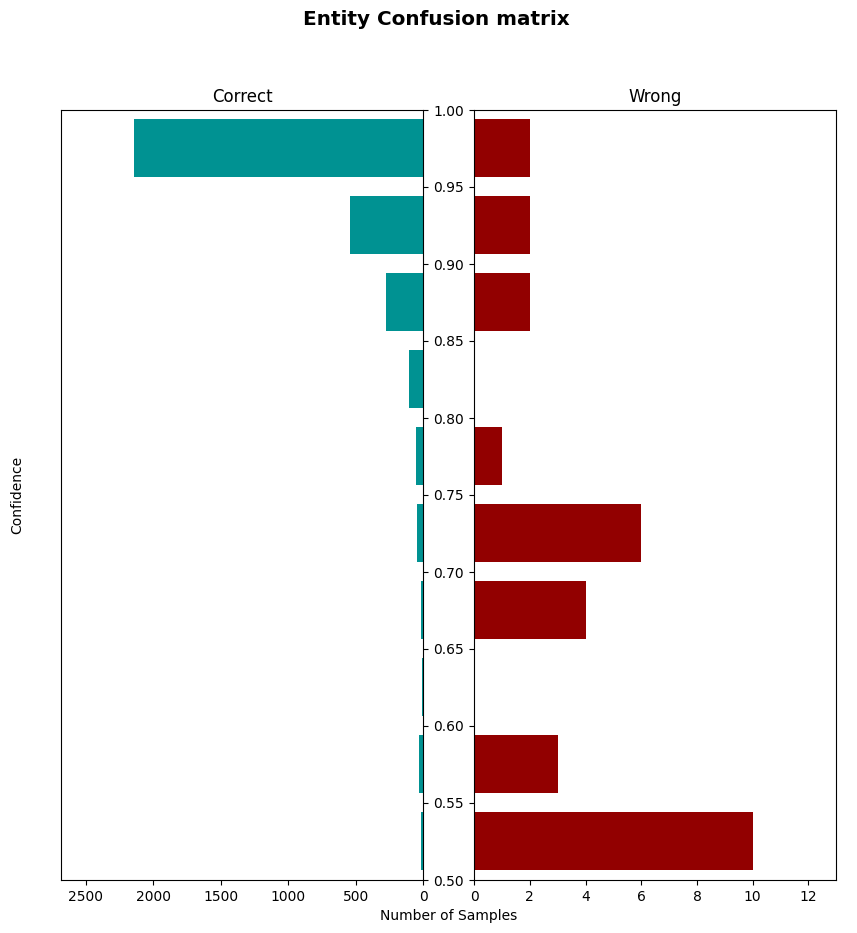 Entity Confusion matrix
Correct
Wrong
1.00
0.95
0.90
0.85
0.80
0.75
0.70
0.65
0.60
0.55
0.50
Confidence
2500 2000 1500 1000 500 0
0 2 4 6 8 10 12
Number of Samples